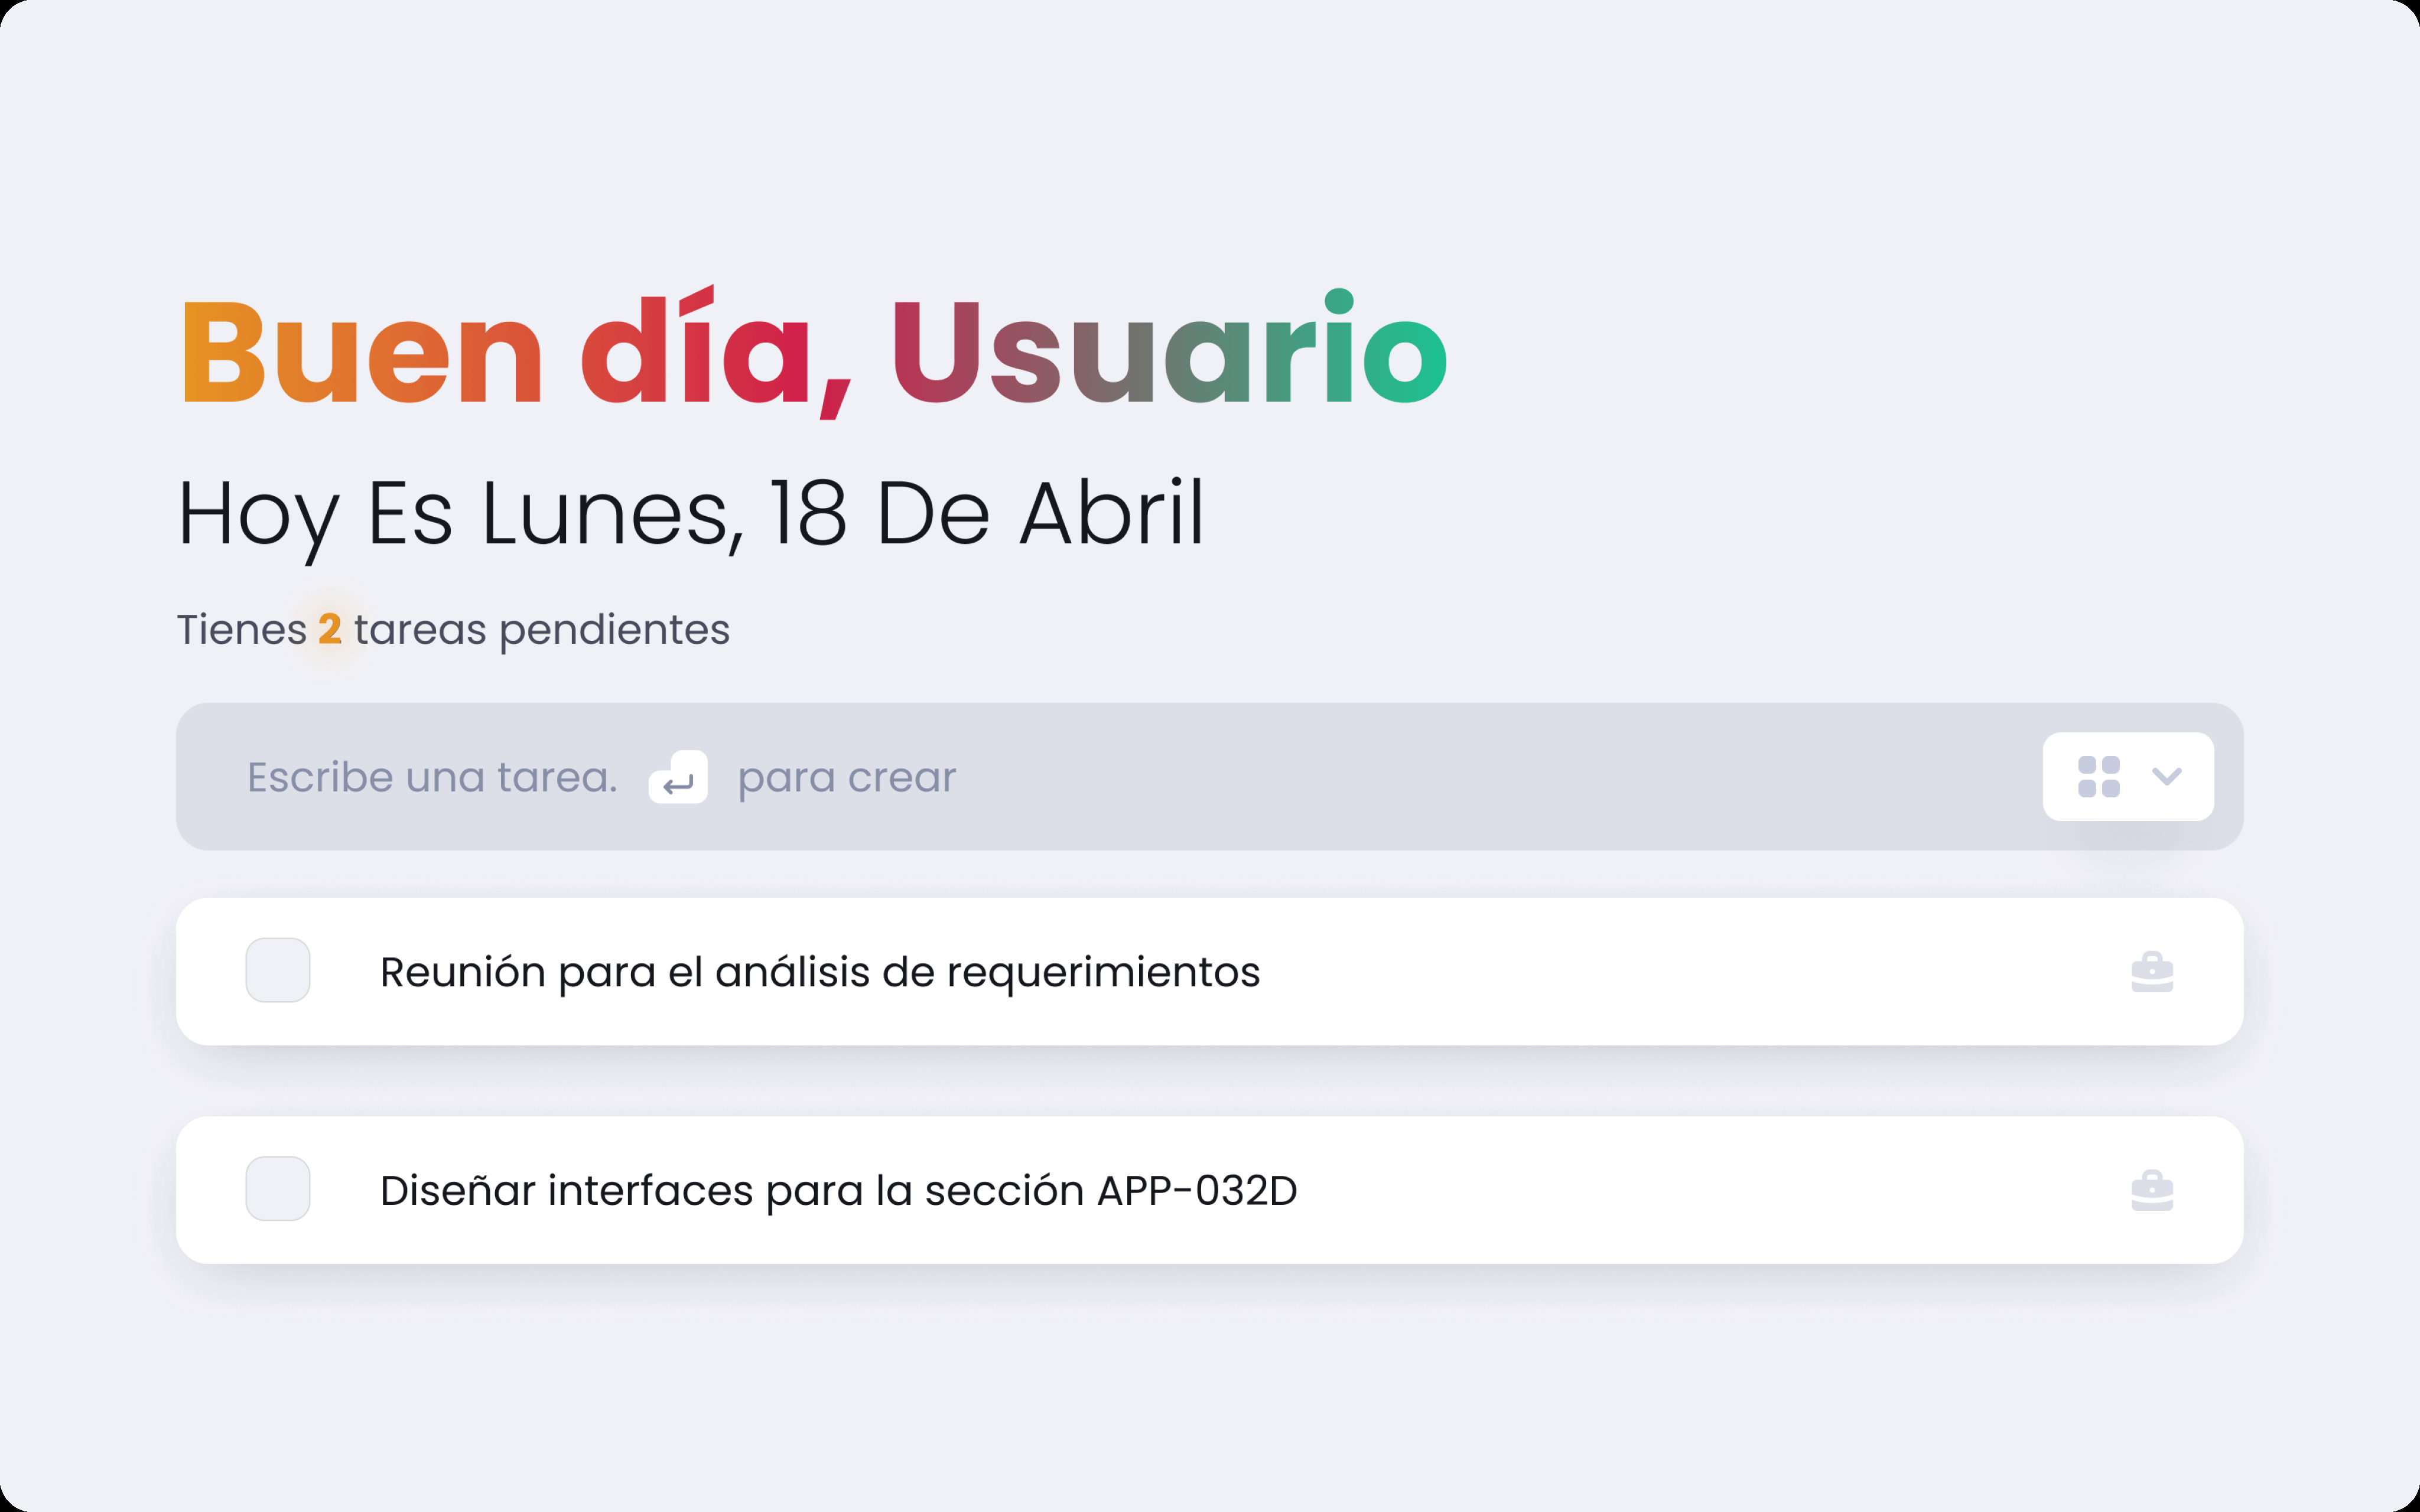 Buen día, Usuario
Hoy Es Lunes, 18 De Abril
Tienes 2 tareas pendientes
Escribe una tarea. para crear
Reunión para el análisis de requerimientos
Diseñar interfaces para la sección APP-032D